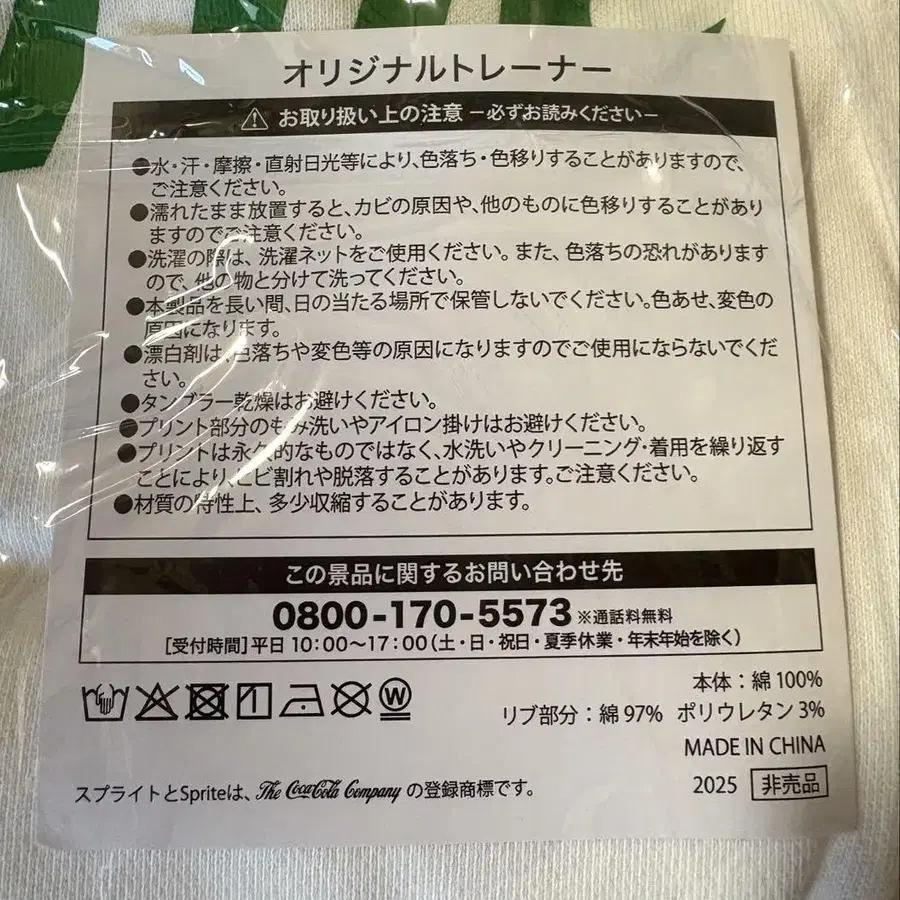 オリジナルトレーナー
お取り扱い上の注意 －必ずお読みください－
●水・汗・摩擦・直射日光等により、色落ち・色移りすることがありますので、
ご注意ください。
●濡れたまま放置すると、カビの原因や、他のものに色移りすることがあり
ますのでご注意ください。
●洗濯の際は、洗濯ネットをご使用ください。また、色落ちの恐れがあります
ので、他の物と分けて洗ってください。
●本製品を長い間、日の当たる場所で保管しないでください。色あせ、変色の
原因になります。
●漂白剤は、色落ちや変色等の原因になりますのでご使用にならないでくだ
さい。
●タンブラー乾燥はお避けください。
●プリント部分のもみ洗いやアイロン掛けはお避けください。
●プリントは永久的なものではなく、水洗いやクリーニング・着用を繰り返す
ことにより、ヒビ割れや脱落することがあります。ご注意ください。
●材質の特性上、多少収縮することがあります。
この景品に関するお問い合わせ先
0800-170-5573 ※通話料無料
［受付時間］平日 10:00～17:00（土・日・祝日・夏季休業・年末年始を除く）
W
本体：綿 100%
リブ部分：綿 97% ポリウレタン 3%
MADE IN CHINA
2025 非売品
スプライトとSpriteは、The Coca-Cola Company の登録商標です。